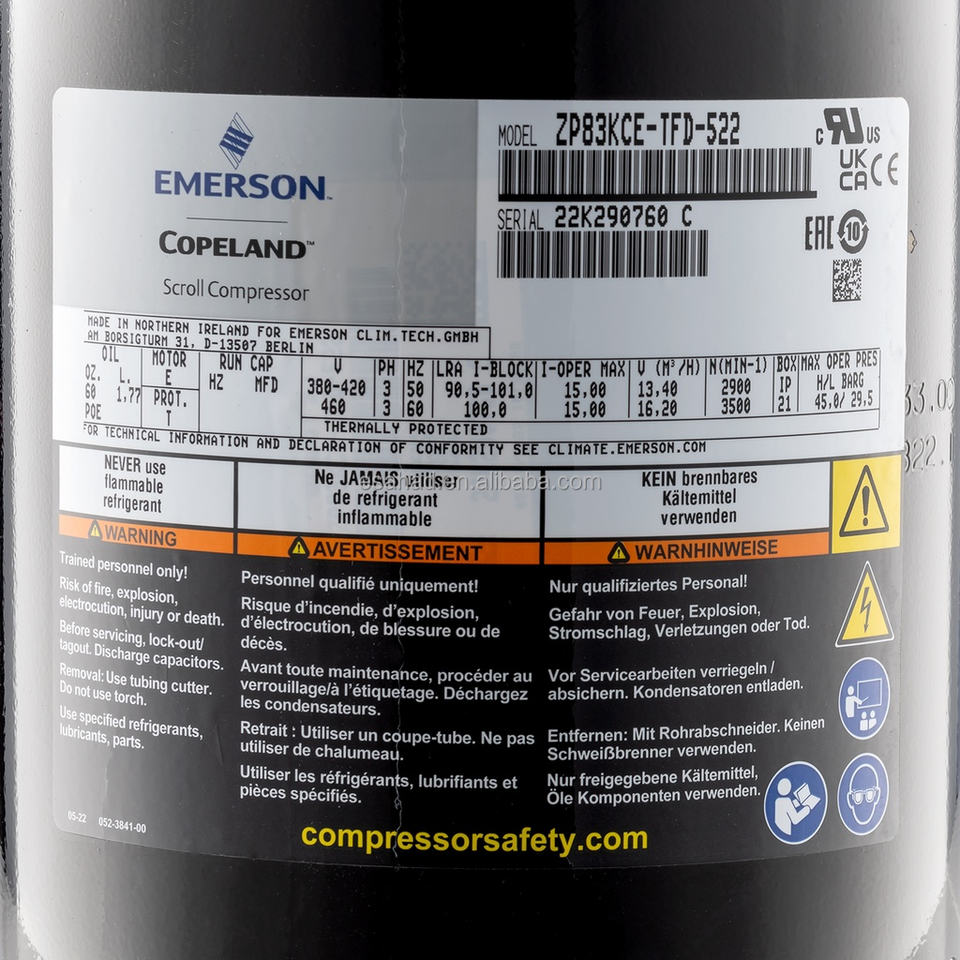 EMERSON™
COPELAND™
Scroll Compressor
MODEL ZP83KCE-TFD-522
SERIAL 22K290760 C
c RU US
UK
CA CE
EAC 10
MADE IN NORTHERN IRELAND FOR EMERSON CLIM.TECH.GMBH
AM BORSIGTURM 31, D-13507 BERLIN
OIL MOTOR RUN CAP V PH HZ LRA I-BLOCK I-OPER MAX V (M³/H) N(MIN-1) BOX MAX OPER PRES
OZ. L. E HZ MFD 380-420 3 50 90,5-101,0 15,00 13,40 2900 IP H/L BARG
60 1,77 PROT. 460 3 60 100,0 15,00 16,20 3500 21 45,0/ 29,5
POE T THERMALLY PROTECTED
FOR TECHNICAL INFORMATION AND DECLARATION OF CONFORMITY SEE CLIMATE.EMERSON.COM
33.0
322.
NEVER use
flammable
refrigerant
WARNING
Trained personnel only!
Risk of fire, explosion,
electrocution, injury or death.
Before servicing, lock-out/
tagout. Discharge capacitors.
Removal: Use tubing cutter.
Do not use torch.
Use specified refrigerants,
lubricants, parts.
Ne JAMAIS utiliser
de refrigerant
inflammable
AVERTISSEMENT
Personnel qualifié uniquement!
Risque d'incendie, d'explosion,
d'électrocution, de blessure ou de
décès.
Avant toute maintenance, procéder au
verrouillage/à l'étiquetage. Déchargez
les condensateurs.
Retrait : Utiliser un coupe-tube. Ne pas
utiliser de chalumeau.
Utiliser les réfrigérants, lubrifiants et
pièces spécifiés.
KEIN brennbares
Kältemittel
verwenden
WARNHINWEISE
Nur qualifiziertes Personal!
Gefahr von Feuer, Explosion,
Stromschlag, Verletzungen oder Tod.
Vor Servicearbeiten verriegeln /
absichern. Kondensatoren entladen.
Entfernen: Mit Rohrabschneider. Keinen
Schweißbrenner verwenden.
Nur freigegebene Kältemittel,
Öle Komponenten verwenden.
05-22 052-3841-00
compressorsafety.com